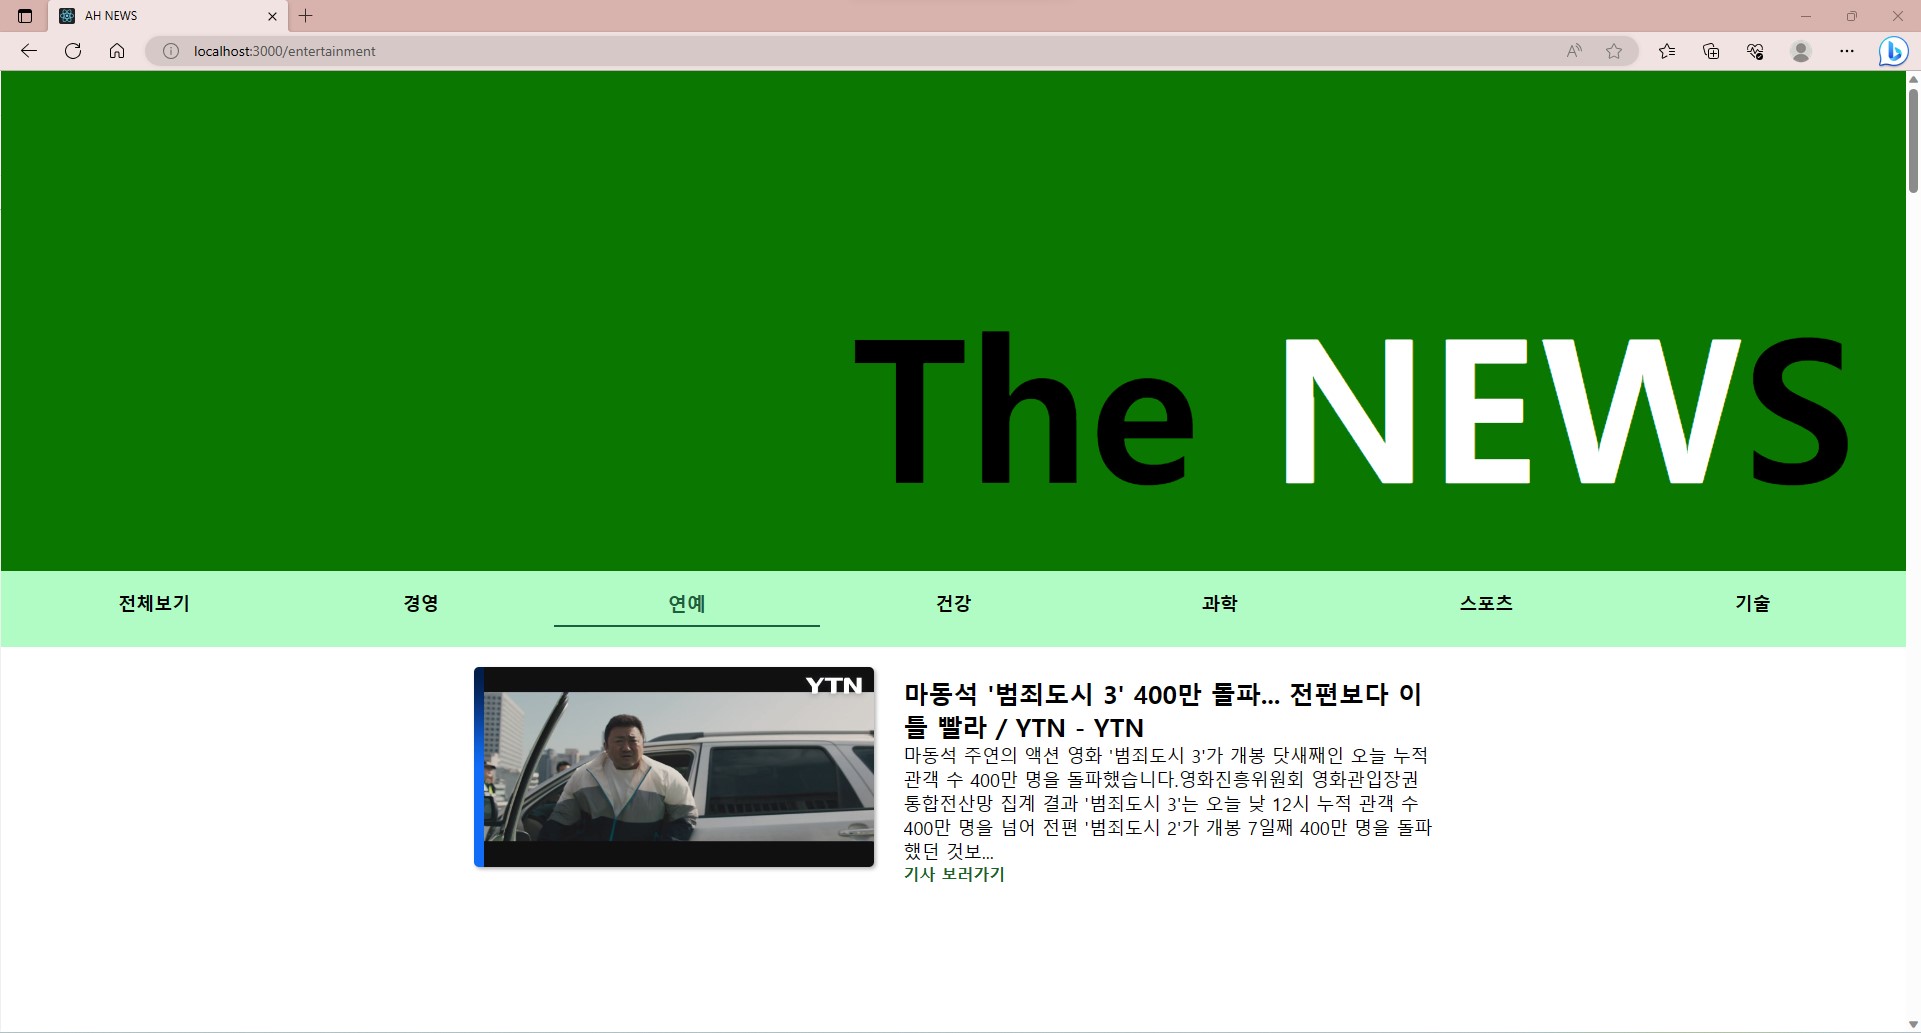 AH NEWS
localhost:3000/entertainment
The NEWS
전체보기 경영 연예 건강 과학 스포츠 기술
YTN
마동석 '범죄도시 3' 400만 돌파... 전편보다 이
틀 빨라 / YTN - YTN
마동석 주연의 액션 영화 '범죄도시 3'가 개봉 닷새째인 오늘 누적
관객 수 400만 명을 돌파했습니다.영화진흥위원회 영화관입장권
통합전산망 집계 결과 '범죄도시 3'는 오늘 낮 12시 누적 관객 수
400만 명을 넘어 전편 '범죄도시 2'가 개봉 7일째 400만 명을 돌파
했던 것보...
기사 보러가기